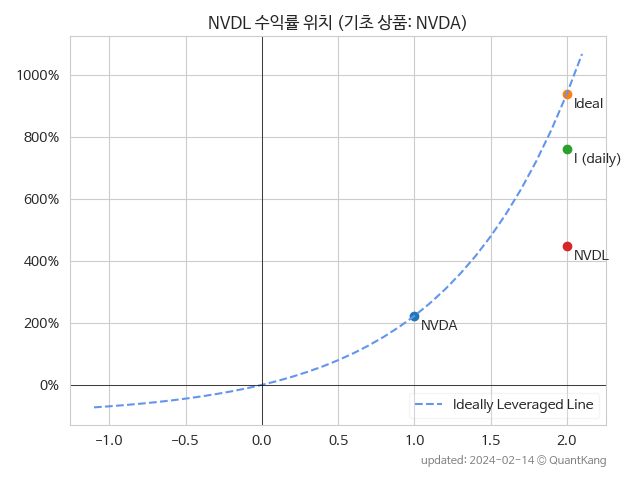 NVDL 수익률 위치 (기초 상품: NVDA)
1000%
800%
600%
400%
200%
0%
Ideal
I (daily)
NVDL
NVDA
Ideally Leveraged Line
−1.0 −0.5 0.0 0.5 1.0 1.5 2.0
updated: 2024-02-14 © QuantKang